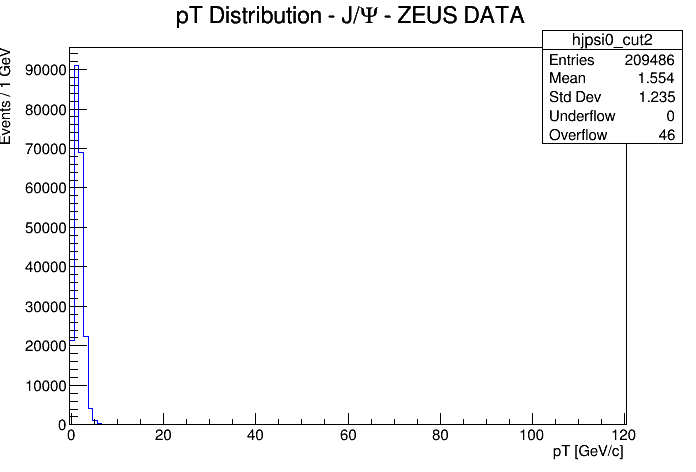 pT Distribution - J/Ψ - ZEUS DATA
hjpsi0_cut2
Entries 209486
Mean 1.554
Std Dev 1.235
Underflow 0
Overflow 46
Events / 1 GeV
90000
80000
70000
60000
50000
40000
30000
20000
10000
0
0 20 40 60 80 100 120
pT [GeV/c]